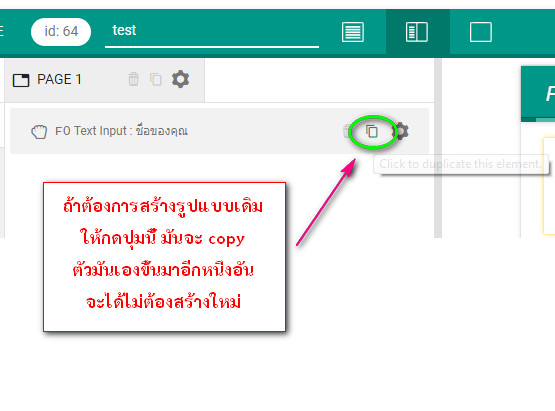 E id: 64 test
PAGE 1
FO Text Input : ชื่อของคุณ
Click to duplicate this element.
ถ้าต้องการสร้างรูปแบบเดิม
ให้กดปุ่มนี้ มันจะ copy
ตัวมันเองขึ้นมาอีกหนึ่งอัน
จะได้ไม่ต้องสร้างใหม่